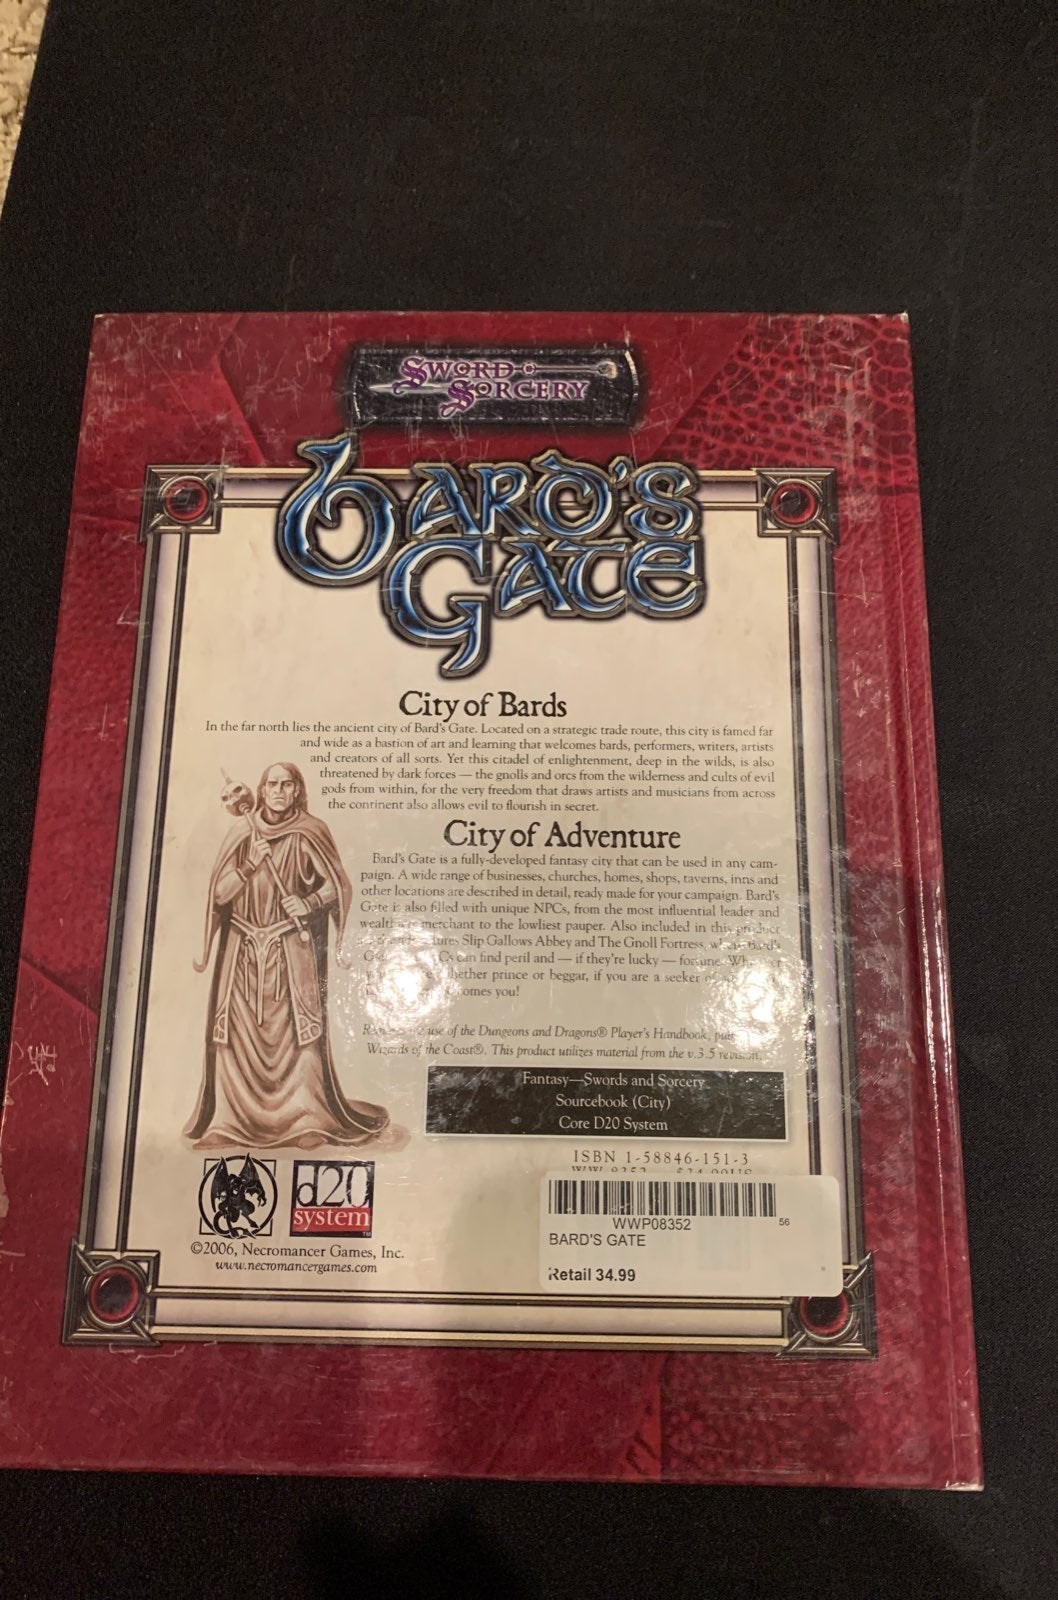 SWORD & SORCERY
BARD'S
GATE
City of Bards
In the far north lies the ancient city of Bard's Gate. Located on a strategic trade route, this city is famed far
and wide as a bastion of art and learning that welcomes bards, performers, writers, artists
and creators of all sorts. Yet this citadel of enlightenment, deep in the wilds, is also
threatened by dark forces — the gnolls and orcs from the wilderness and cults of evil
gods from within, for the very freedom that draws artists and musicians from across
the continent also allows evil to flourish in secret.
City of Adventure
Bard's Gate is a fully-developed fantasy city that can be used in any cam-
paign. A wide range of businesses, churches, homes, shops, taverns, inns and
other locations are described in detail, ready made for your campaign. Bard's
Gate is also filled with unique NPCs, from the most influential leader and
merchant to the lowliest pauper. Also included in this product
Slip Gallows Abbey and The Gnoll Fortress, Bard's
can find peril and — if they're lucky — fortune.
whether prince or beggar, if you are a seeker of
you!
use of the Dungeons and Dragons® Player's Handbook,
Wizards of the Coast®. This product utilizes material from the v.3.5 revision.
Fantasy—Swords and Sorcery
Sourcebook (City)
Core D20 System
ISBN 1-58846-151-3
d20
system
TM
WWP08352
56
BARD'S GATE
Retail 34.99
©2006, Necromancer Games, Inc.
www.necromancergames.com